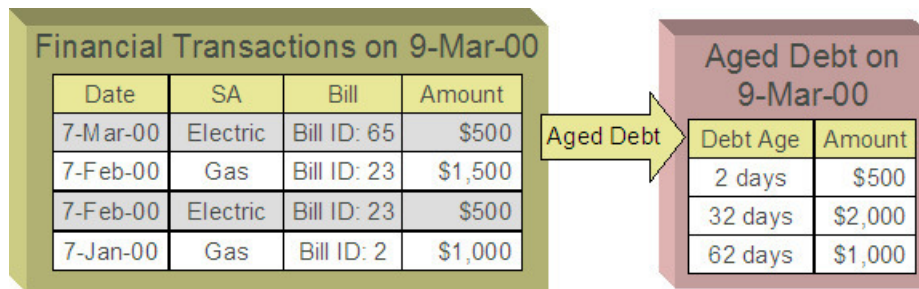 Financial Transactions on 9-Mar-00
Date SA Bill Amount
7-Mar-00 Electric Bill ID: 65 $500
7-Feb-00 Gas Bill ID: 23 $1,500
7-Feb-00 Electric Bill ID: 23 $500
7-Jan-00 Gas Bill ID: 2 $1,000
Aged Debt
Aged Debt on
9-Mar-00
Debt Age Amount
2 days $500
32 days $2,000
62 days $1,000